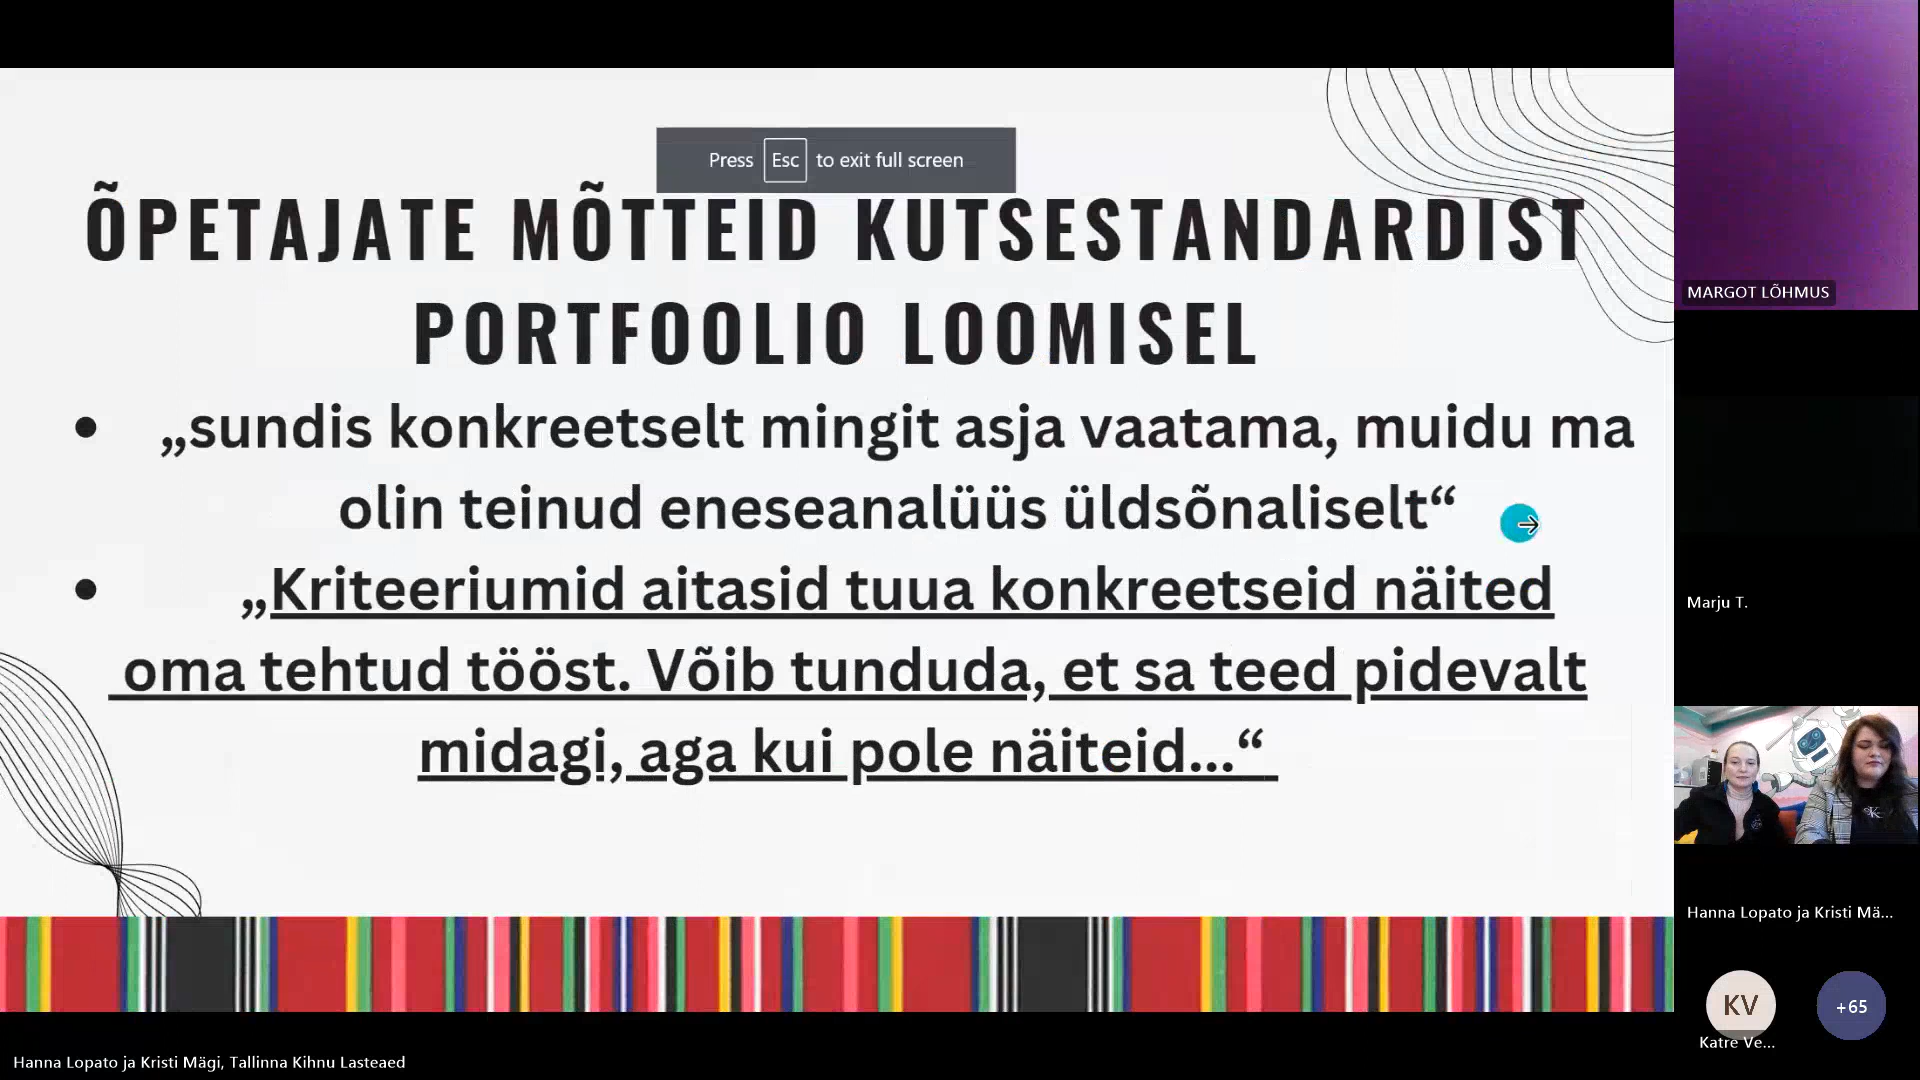 Press Esc to exit full screen
ÕPETAJATE MÕTTEID KUTSESTANDARDIST
PORTFOOLIO LOOMISEL
• „sundis konkreetselt mingit asja vaatama, muidu ma
olin teinud eneseanalüüs üldsõnaliselt“
• „Kriteeriumid aitasid tuua konkreetseid näited
oma tehtud tööst. Võib tunduda, et sa teed pidevalt
midagi, aga kui pole näiteid...“
MARGOT LÕHMUS
Marju T.
Hanna Lopato ja Kristi Mä...
KV
+65
Katre Ve...
Hanna Lopato ja Kristi Mägi, Tallinna Kihnu Lasteaed